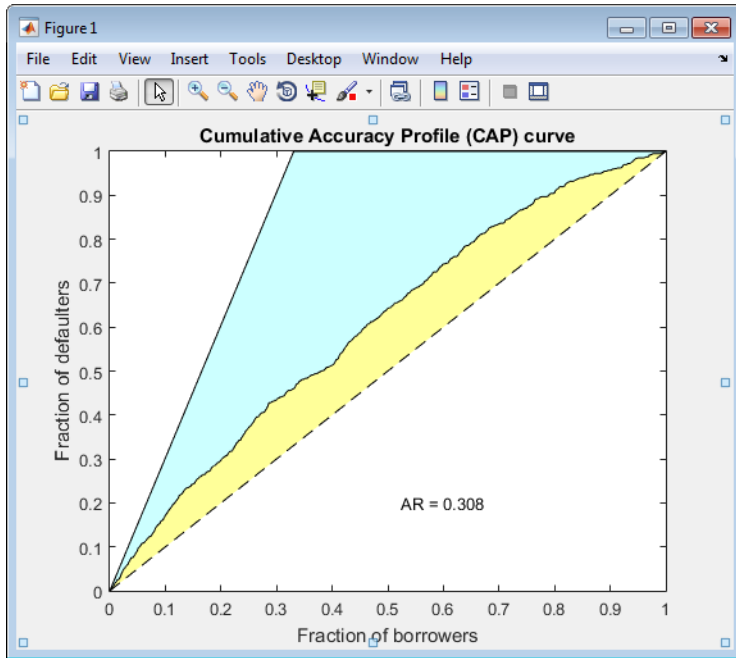 Figure 1
File Edit View Insert Tools Desktop Window Help
Cumulative Accuracy Profile (CAP) curve
1
0.9
0.8
0.7
0.6
0.5
0.4
0.3
0.2
0.1
0
Fraction of defaulters
AR = 0.308
0 0.1 0.2 0.3 0.4 0.5 0.6 0.7 0.8 0.9 1
Fraction of borrowers